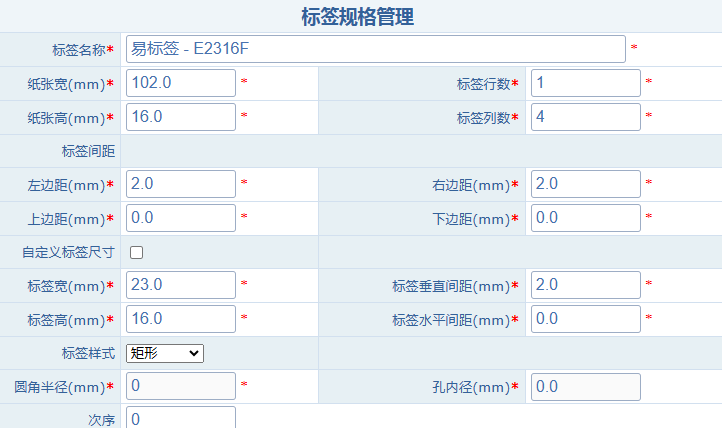 标签规格管理
标签名称* 易标签 - E2316F *
纸张宽(mm)* 102.0 * 标签行数* 1 *
纸张高(mm)* 16.0 * 标签列数* 4 *
标签间距
左边距(mm)* 2.0 * 右边距(mm)* 2.0 *
上边距(mm)* 0.0 * 下边距(mm)* 0.0 *
自定义标签尺寸
标签宽(mm)* 23.0 * 标签垂直间距(mm)* 2.0 *
标签高(mm)* 16.0 * 标签水平间距(mm)* 0.0 *
标签样式 矩形
圆角半径(mm)* 0 * 孔内径(mm)* 0.0
次序 0